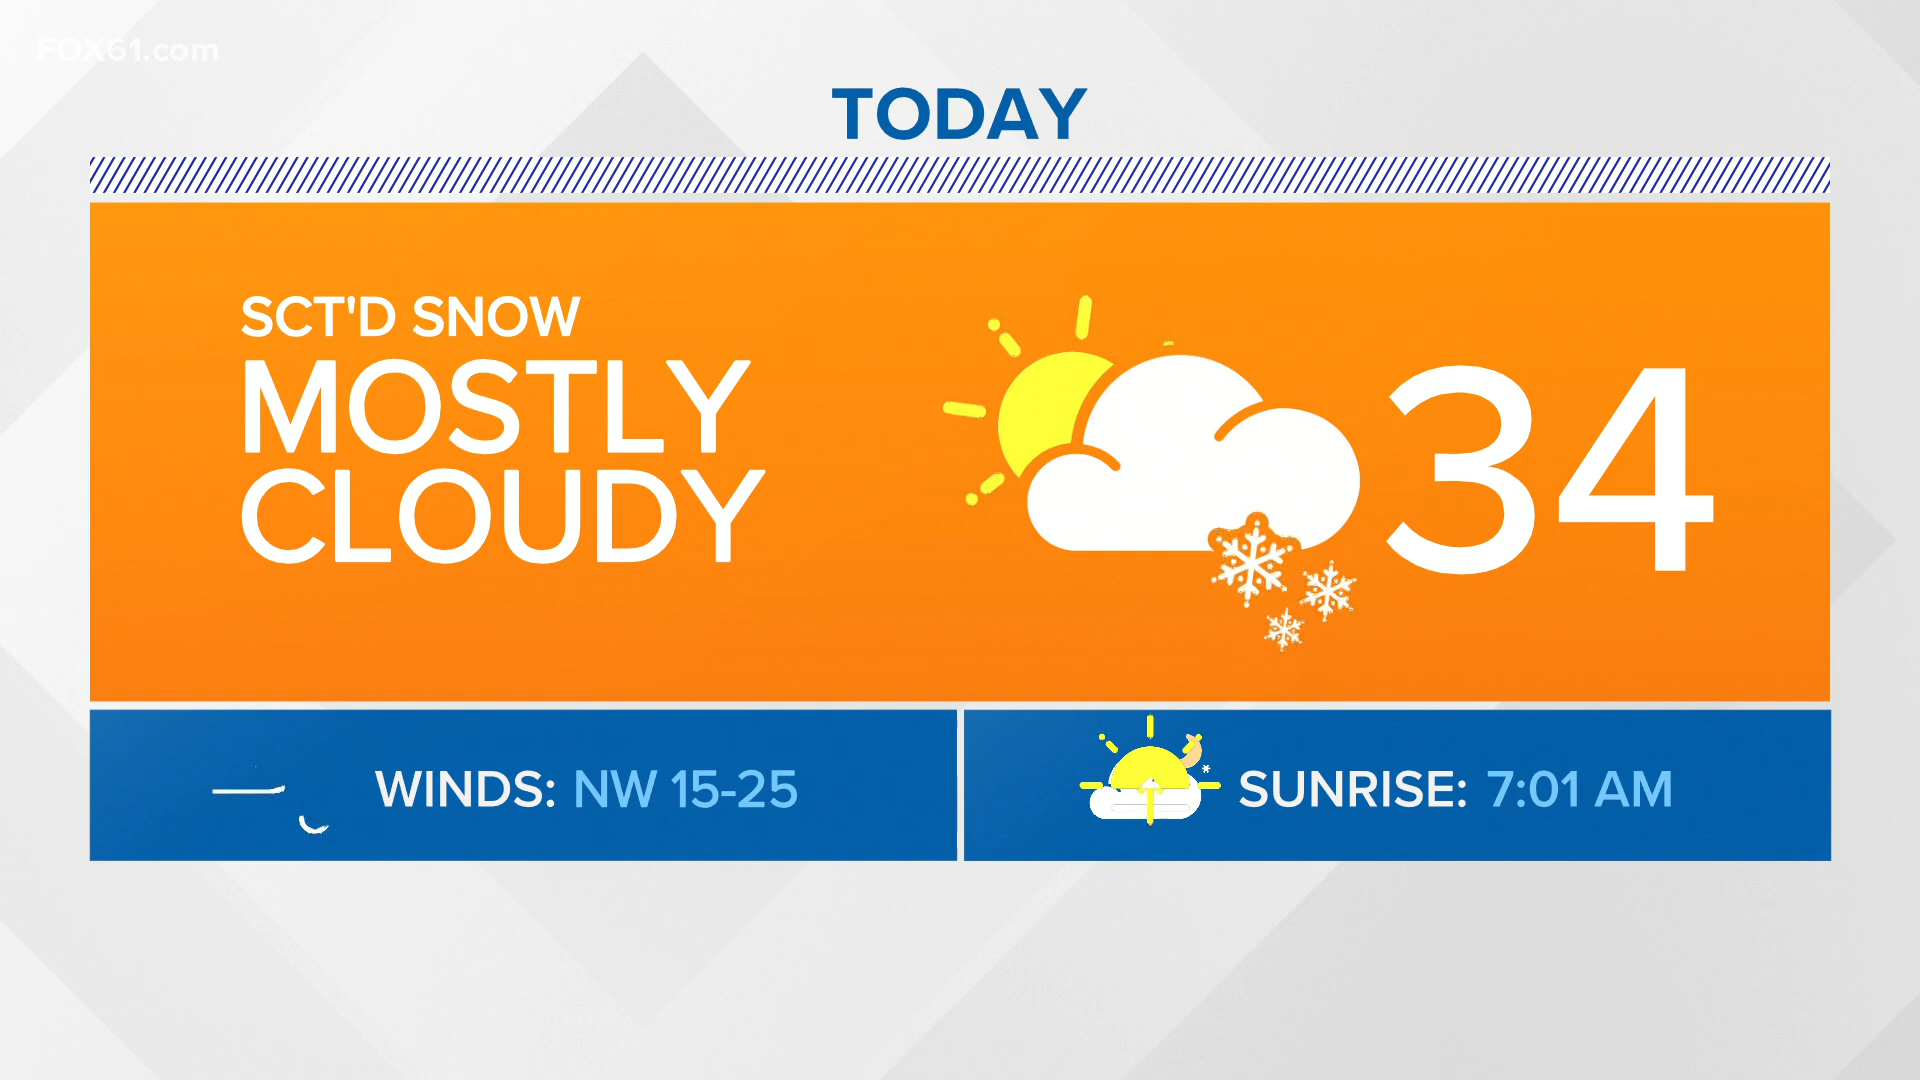 FOX61.com
TODAY
SCT'D SNOW
MOSTLY
CLOUDY
34
WINDS: NW 15-25
SUNRISE: 7:01 AM